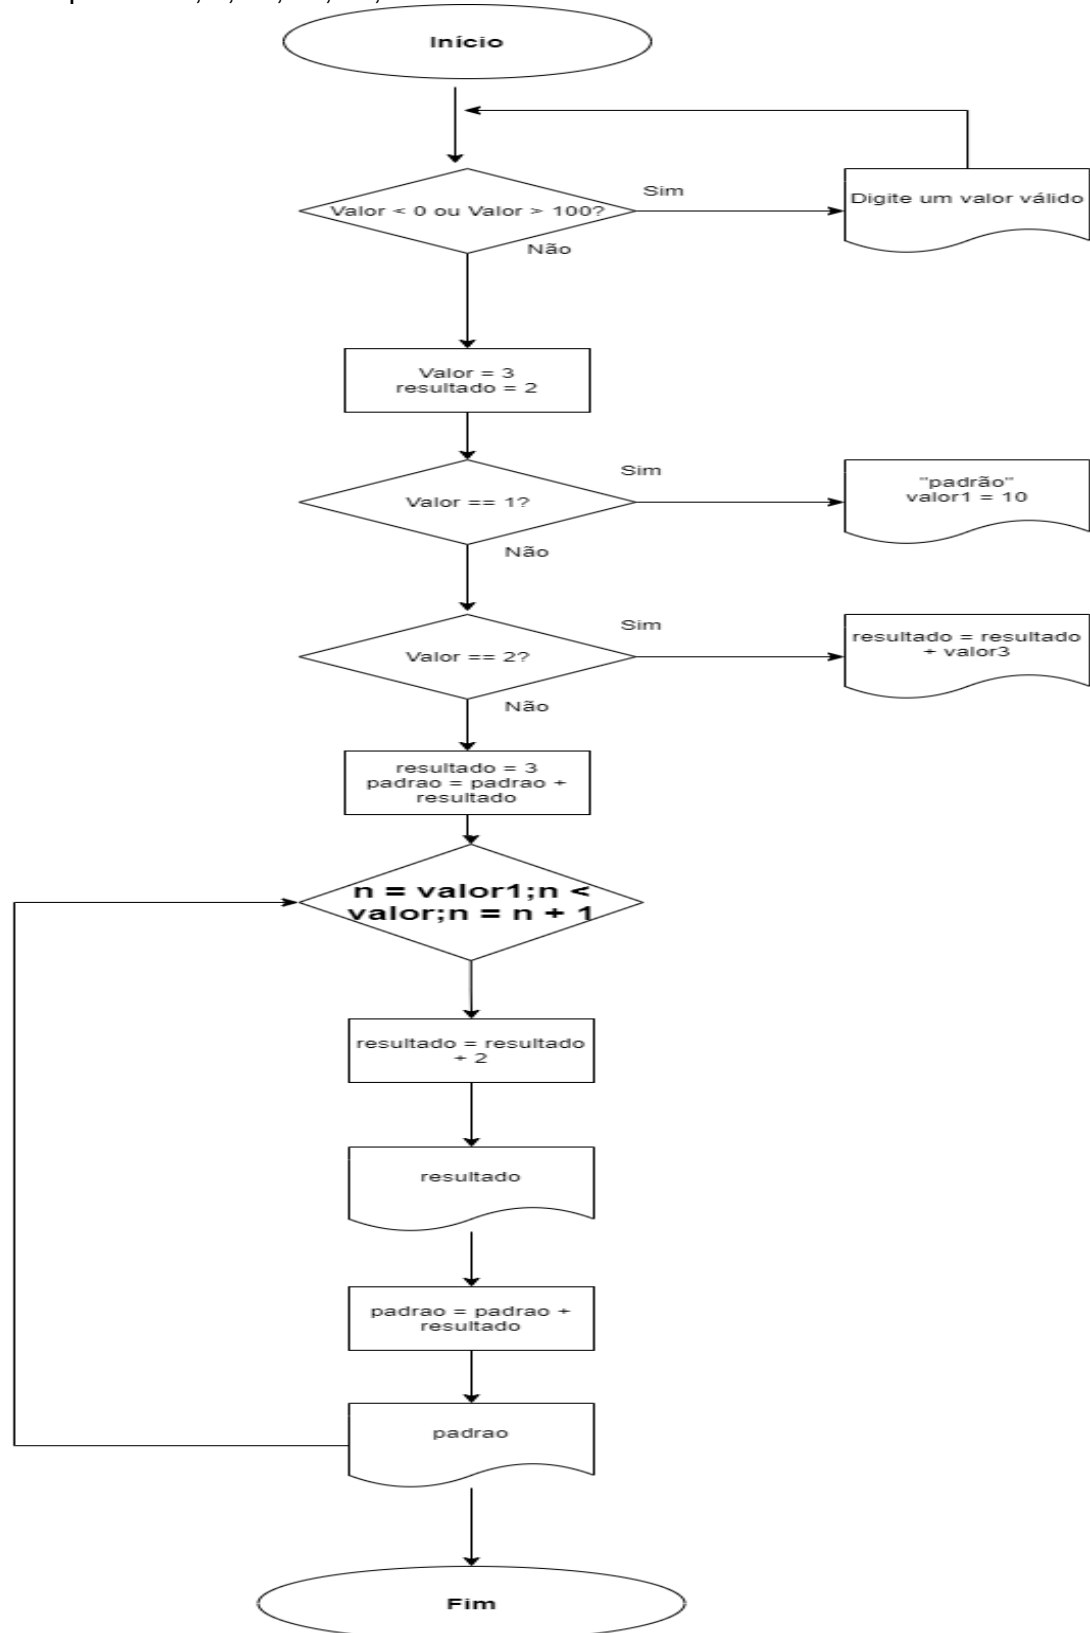 Início
Valor < 0 ou Valor > 100?
Sim
Digite um valor válido
Não
Valor = 3
resultado = 2
Valor == 1?
Sim
"padrão"
valor1 = 10
Não
Valor == 2?
Sim
resultado = resultado
+ valor3
Não
resultado = 3
padrao = padrao +
resultado
n = valor1;n <
valor;n = n + 1
resultado = resultado
+ 2
resultado
padrao = padrao +
resultado
padrao
Fim